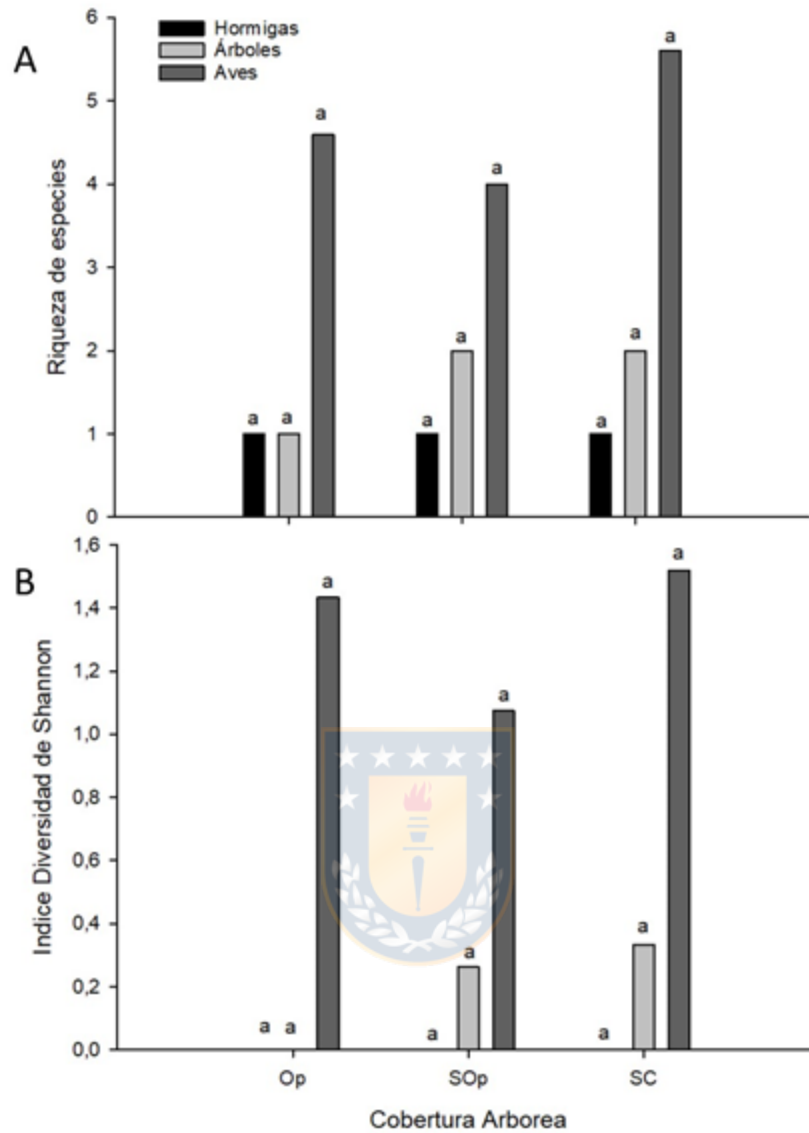 A
Hormigas
Árboles
Aves
Riqueza de especies
6
5
4
3
2
1
0
a
a
a
a
a
a
a
a
a
B
Indice Diversidad de Shannon
1,6
1,4
1,2
1,0
0,8
0,6
0,4
0,2
0,0
a
a
a
a
a
a
a
a
a
Op
SOp
SC
Cobertura Arborea